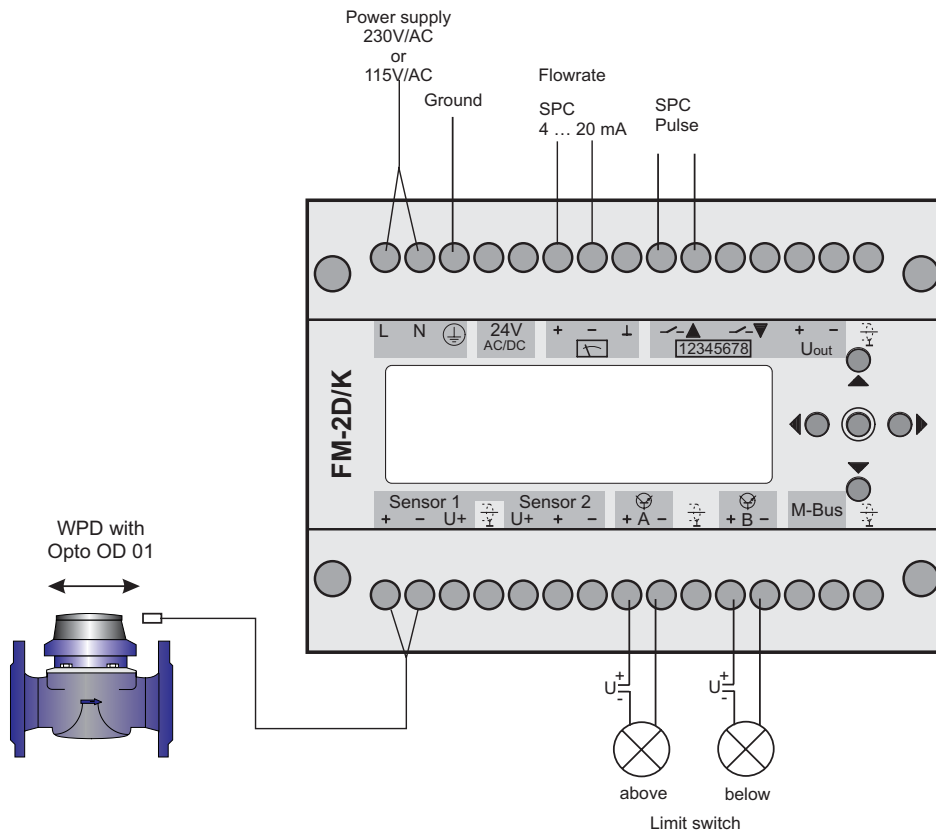 Power supply
230V/AC
or
115V/AC
Ground
Flowrate
SPC
4 … 20 mA
SPC
Pulse
L N 24V + − ⊥ + −
AC/DC 12345678 Uout
FM-2D/K
Sensor 1 Sensor 2
+ − U+ U+ + − + A − + B − M-Bus
WPD with
Opto OD 01
U + -
U + -
above below
Limit switch